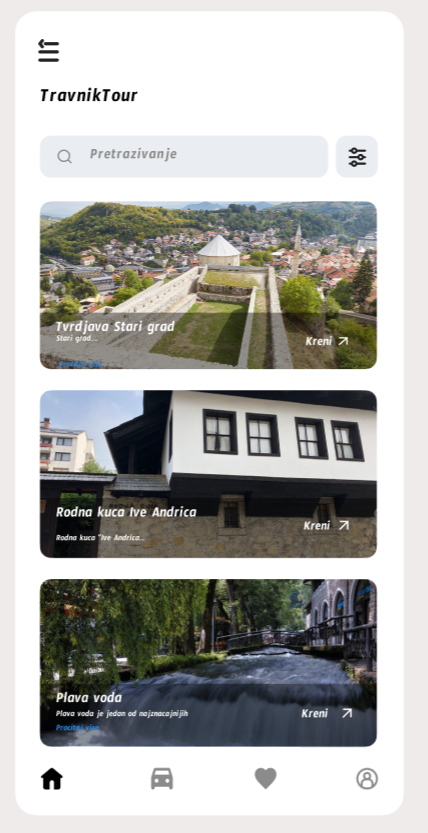 TravnikTour
Pretrazivanje
Tvrdjava Stari grad
Stari grad...
Kreni
Rodna kuca Ive Andrica
Rodna kuca "Ive Andrica...
Kreni
Plava voda
Plava voda je jedan od najznacajnijih
Kreni
Procitaj vise